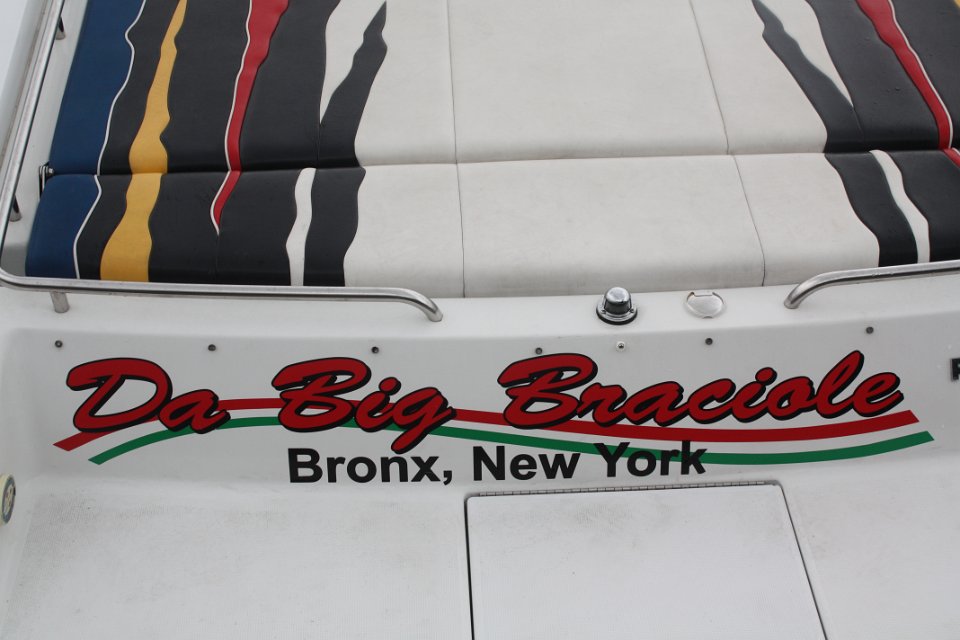 Da Big Braciole
Bronx, New York